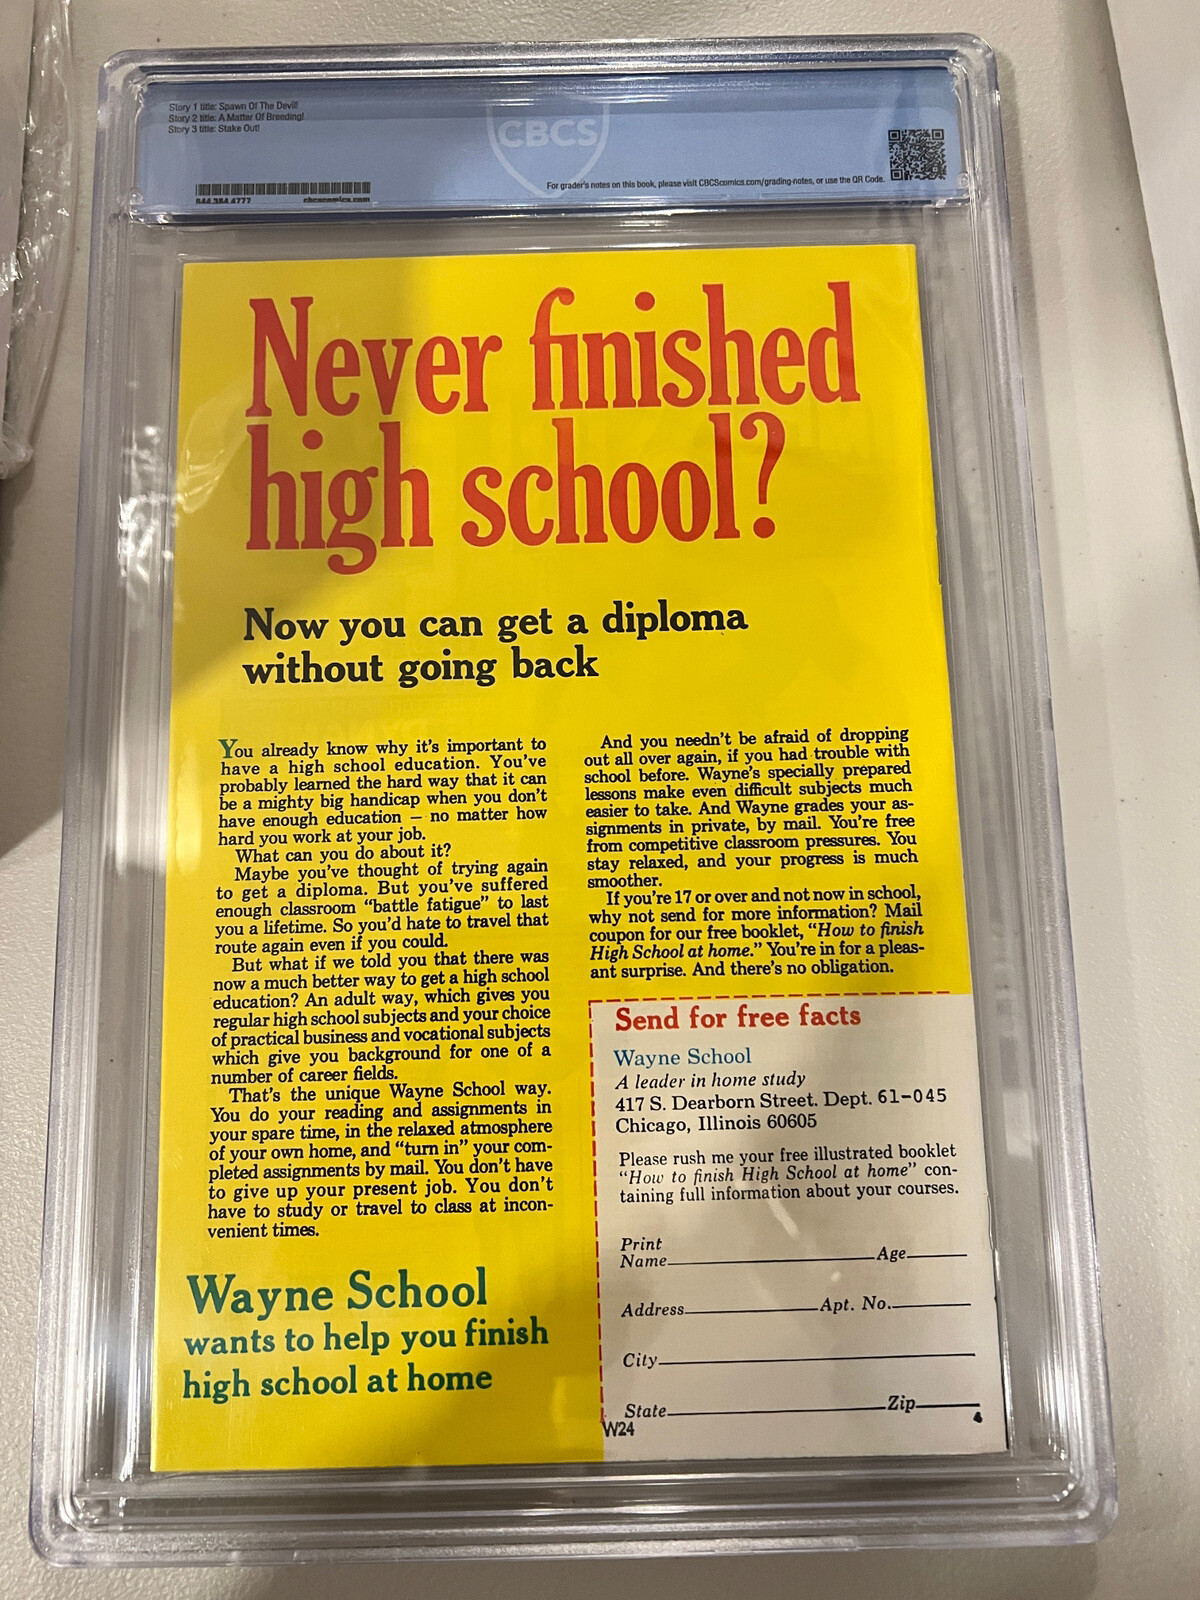 Story 1 title: Spawn Of The Devil!
Story 2 title: A Matter Of Breeding!
Story 3 title: Stake Out!
CBCS
For grader's notes on this book, please visit CBCScomics.com/grading-notes, or use the QR Code.
cbcscomics.com
Never finished
high school?
Now you can get a diploma
without going back
You already know why it's important to
have a high school education. You've
probably learned the hard way that it can
be a mighty big handicap when you don't
have enough education — no matter how
hard you work at your job.
What can you do about it?
Maybe you've thought of trying again
to get a diploma. But you've suffered
enough classroom "battle fatigue" to last
you a lifetime. So you'd hate to travel that
route again even if you could.
But what if we told you that there was
now a much better way to get a high school
education? An adult way, which gives you
regular high school subjects and your choice
of practical business and vocational subjects
which give you background for one of a
number of career fields.
That's the unique Wayne School way.
You do your reading and assignments in
your spare time, in the relaxed atmosphere
of your own home, and "turn in" your com-
pleted assignments by mail. You don't have
to give up your present job. You don't
have to study or travel to class at incon-
venient times.
Wayne School
wants to help you finish
high school at home
And you needn't be afraid of dropping
out all over again, if you had trouble with
school before. Wayne's specially prepared
lessons make even difficult subjects much
easier to take. And Wayne grades your as-
signments in private, by mail. You're free
from competitive classroom pressures. You
stay relaxed, and your progress is much
smoother.
If you're 17 or over and not now in school,
why not send for more information? Mail
coupon for our free booklet, "How to finish
High School at home." You're in for a pleas-
ant surprise. And there's no obligation.
Send for free facts
Wayne School
A leader in home study
417 S. Dearborn Street. Dept. 61-045
Chicago, Illinois 60605
Please rush me your free illustrated booklet
"How to finish High School at home" con-
taining full information about your courses.
Print
Name Age
Address Apt. No.
City
State Zip
W24 4